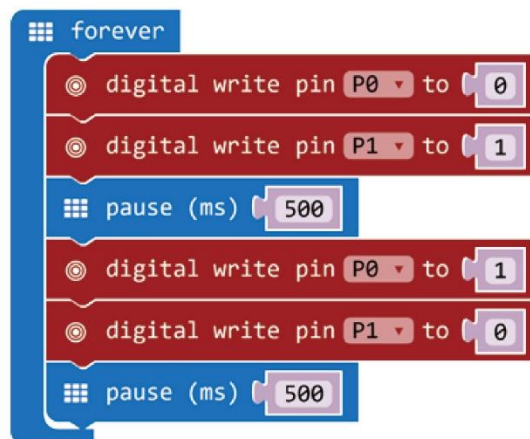 forever
digital write pin P0 to 0
digital write pin P1 to 1
pause (ms) 500
digital write pin P0 to 1
digital write pin P1 to 0
pause (ms) 500